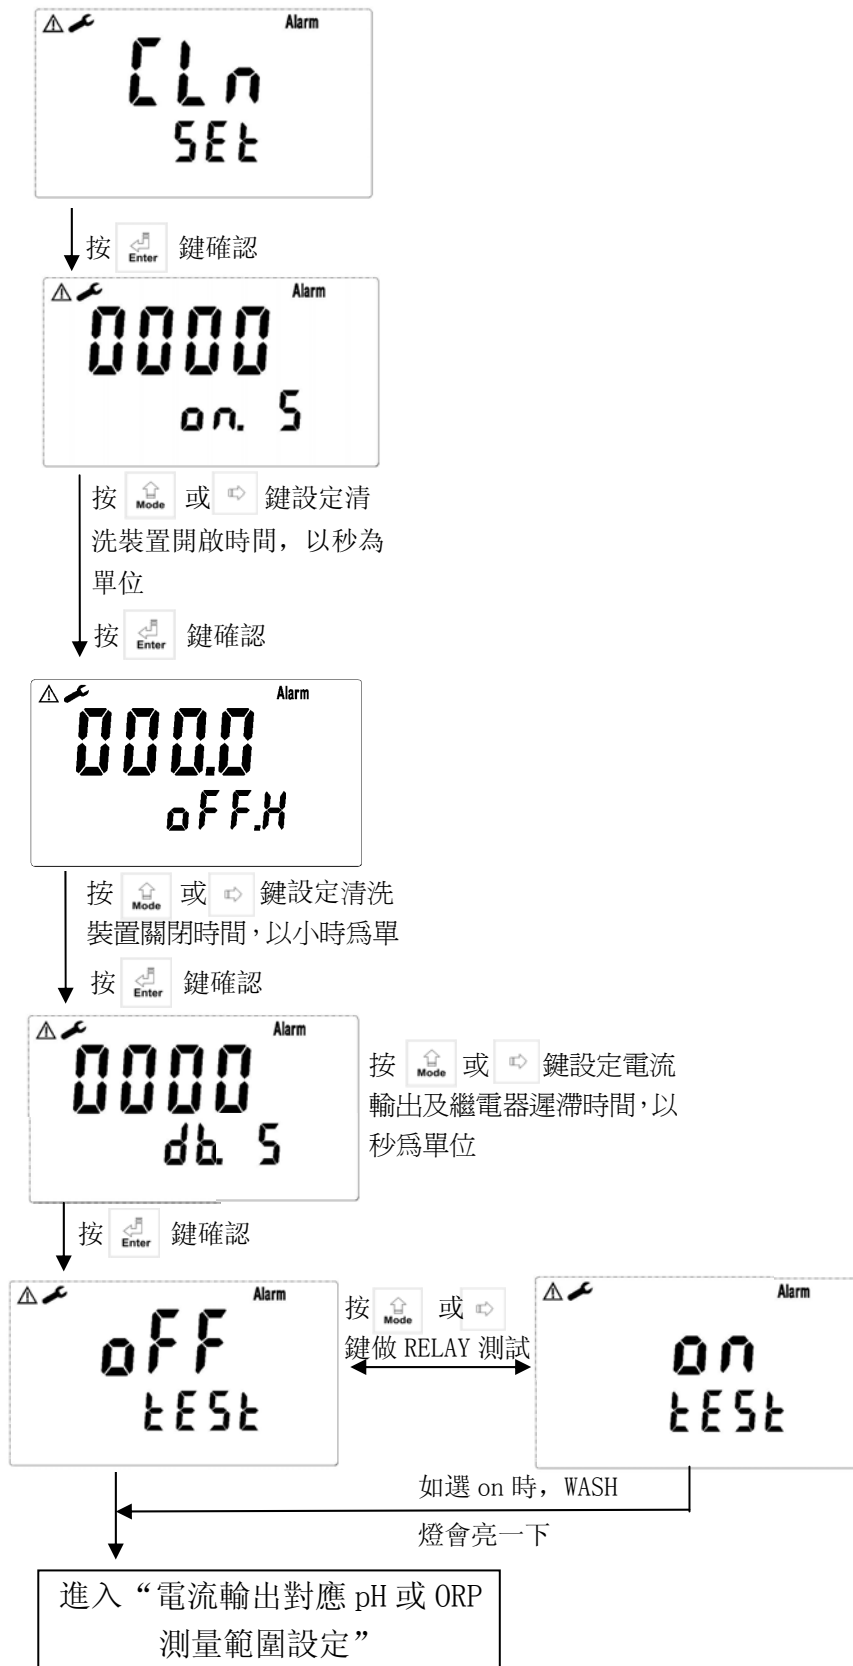 Alarm
CLn
SEt
按 Enter 鍵確認
Alarm
0000
on. S
按 Mode 或 鍵設定清
洗裝置開啟時間，以秒為
單位
按 Enter 鍵確認
Alarm
000.0
oFF.H
按 Mode 或 鍵設定清洗
裝置關閉時間，以小時爲單
按 Enter 鍵確認
Alarm
0000
db. S
按 Mode 或 鍵設定電流
輸出及繼電器遲滯時間，以
秒爲單位
按 Enter 鍵確認
Alarm
oFF
tESt
按 Mode 或
鍵做 RELAY 測試
Alarm
on
tESt
如選 on 時，WASH
燈會亮一下
進入“電流輸出對應 pH 或 ORP
測量範圍設定”